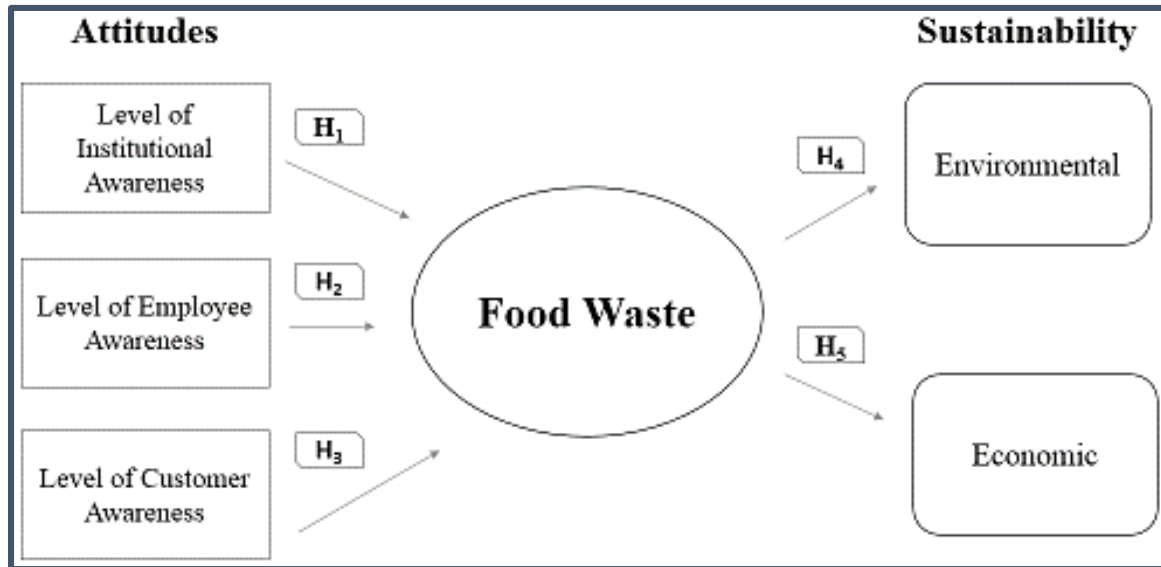 Attitudes
Sustainability
Level of
Institutional
Awareness
H₁
H₄
Environmental
Level of Employee
Awareness
H₂
Food Waste
H₅
Level of Customer
Awareness
H₃
Economic